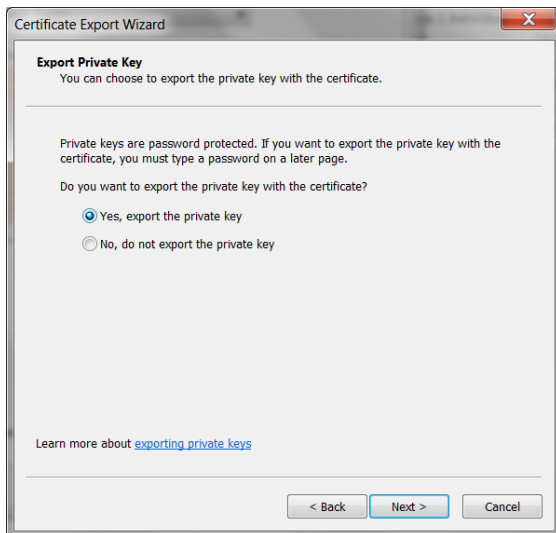 Certificate Export Wizard
Export Private Key
You can choose to export the private key with the certificate.
Private keys are password protected. If you want to export the private key with the
certificate, you must type a password on a later page.
Do you want to export the private key with the certificate?
Yes, export the private key
No, do not export the private key
Learn more about exporting private keys
< Back
Next >
Cancel